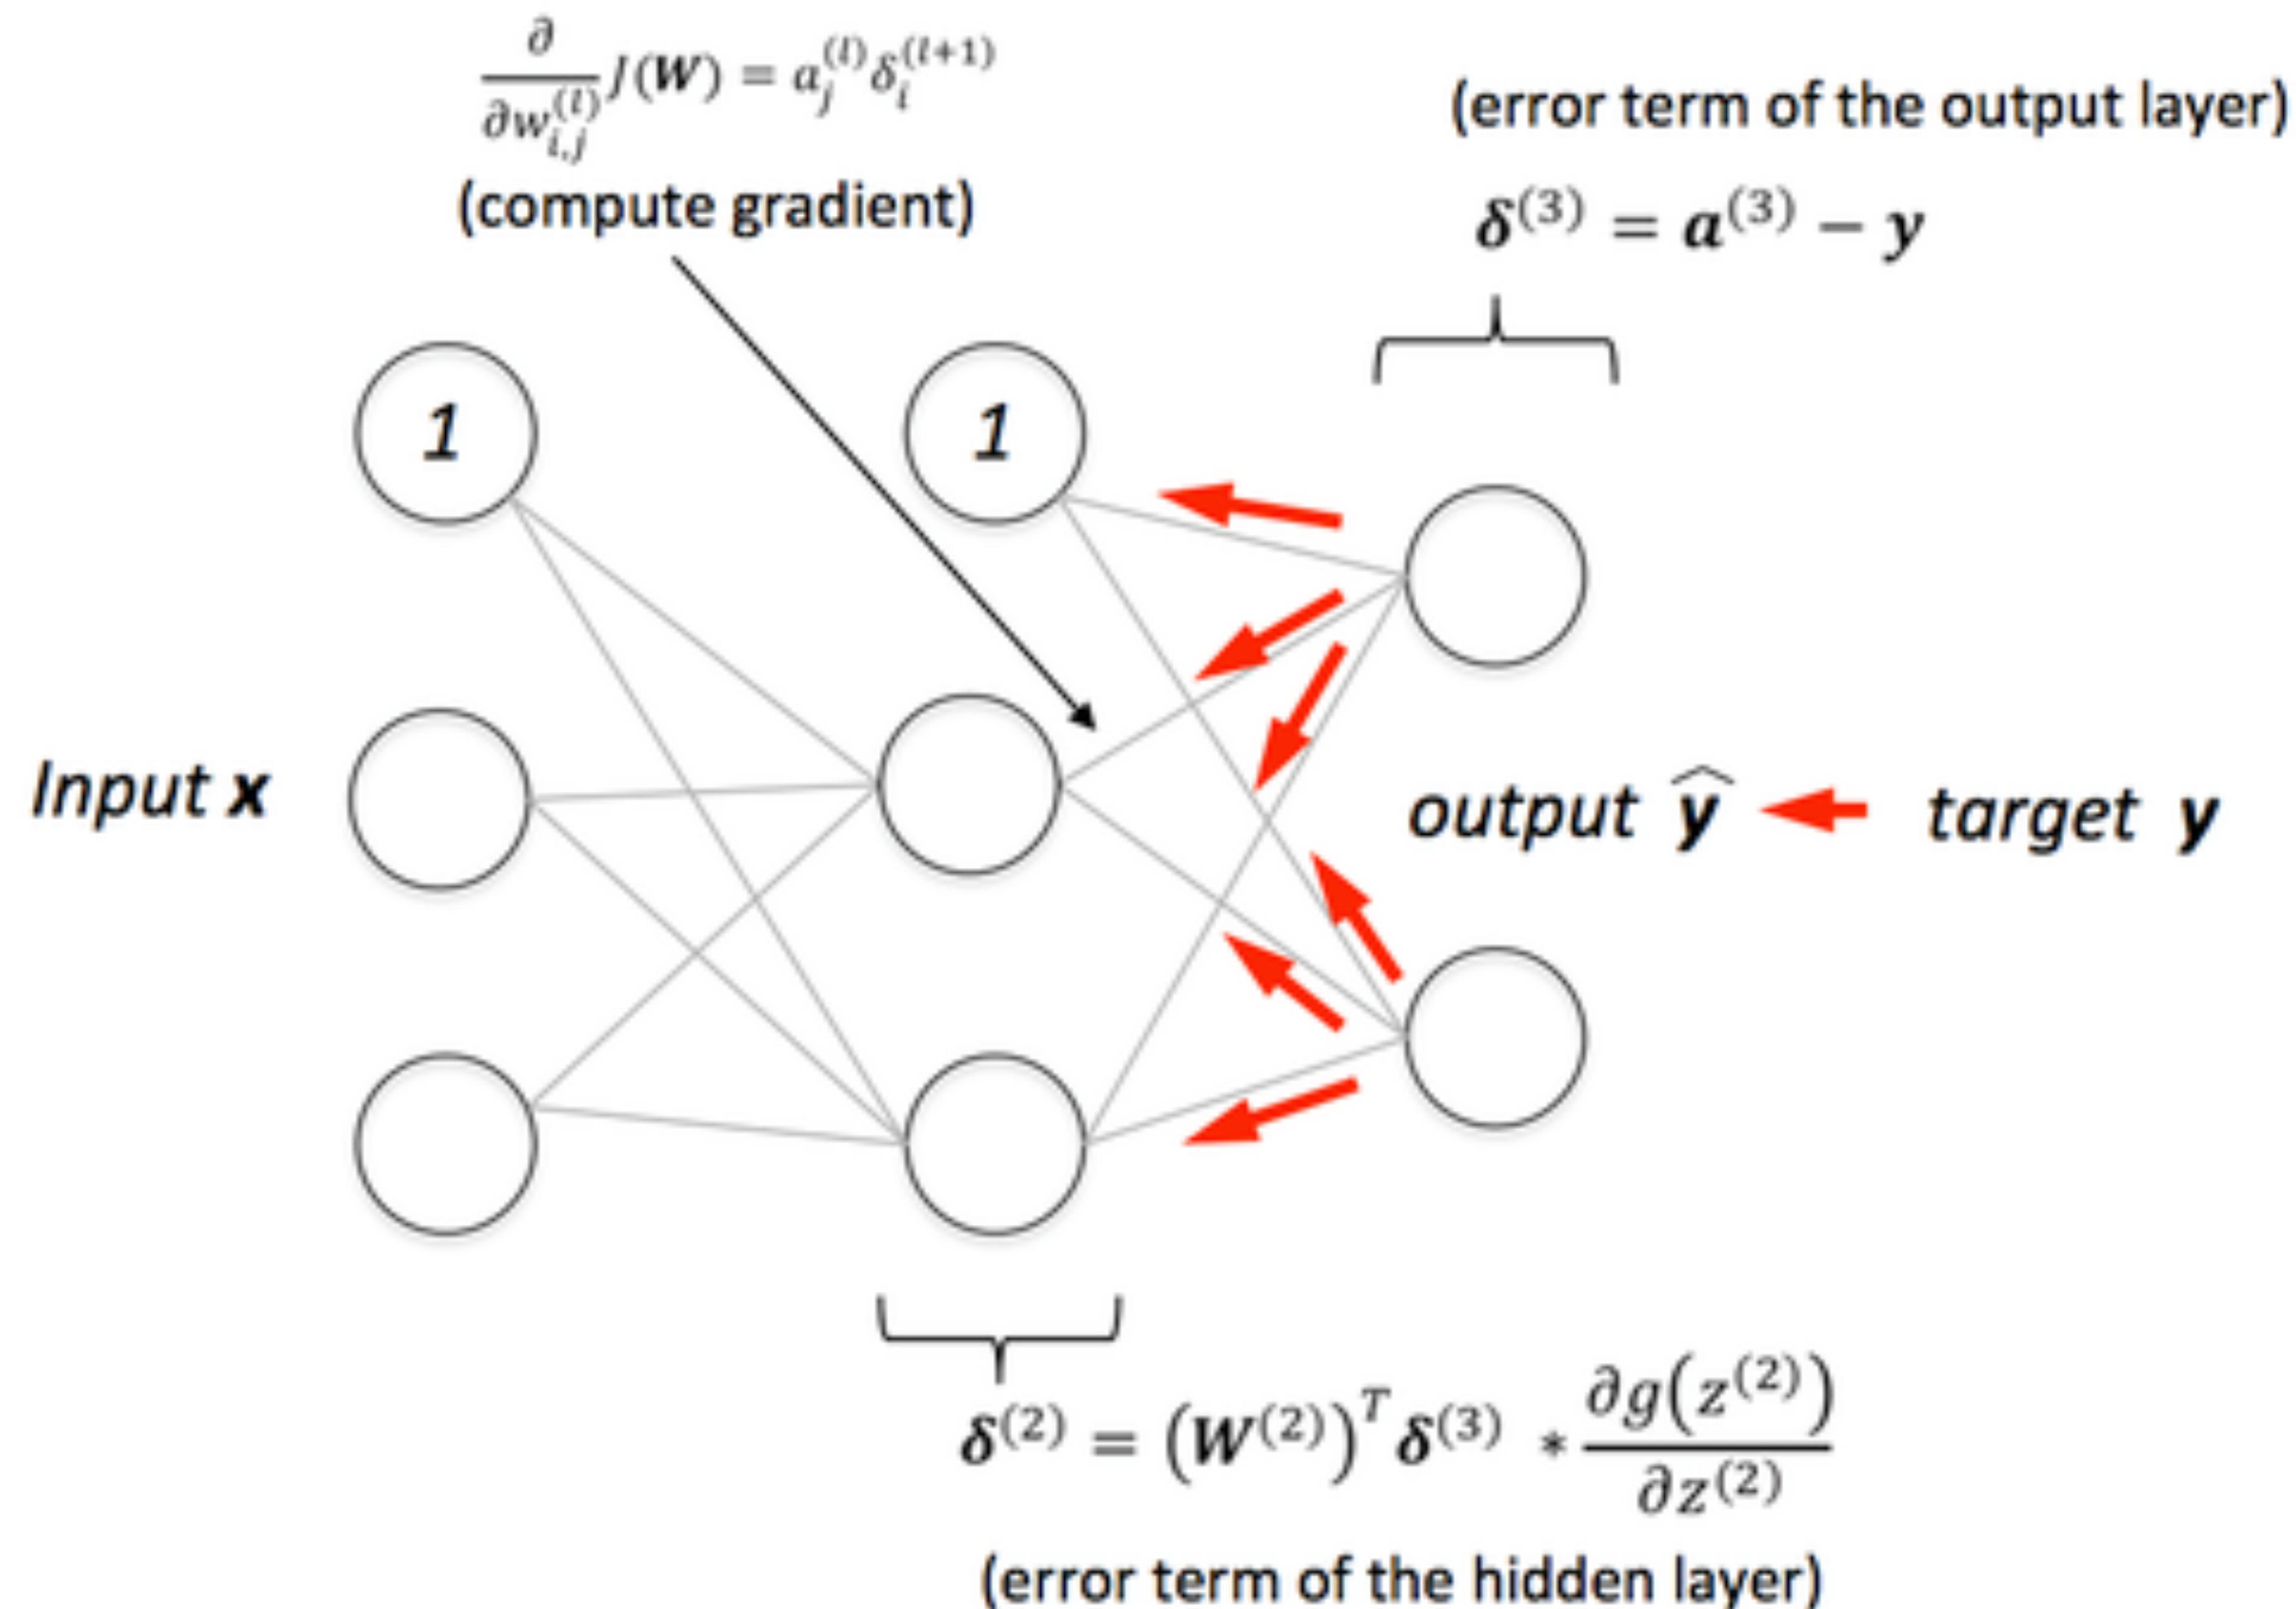 ∂/∂w_{i,j}^{(l)} J(W) = a_j^{(l)} δ_i^{(l+1)}
(compute gradient)
(error term of the output layer)
δ^{(3)} = a^{(3)} − y
1
1
Input x
output ŷ
target y
δ^{(2)} = (W^{(2)})^T δ^{(3)} * ∂g(z^{(2)})/∂z^{(2)}
(error term of the hidden layer)